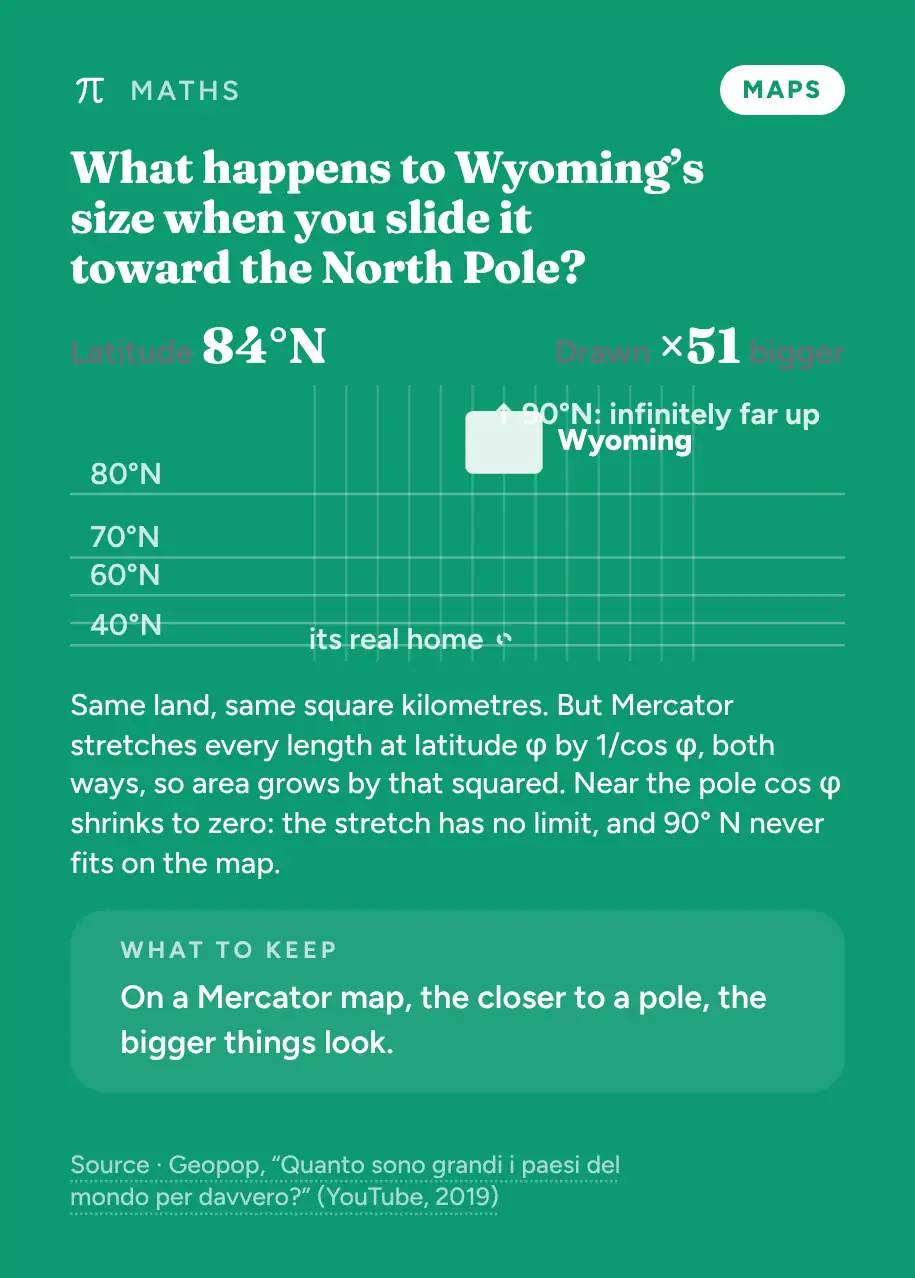 π MATHS
MAPS
What happens to Wyoming’s
size when you slide it
toward the North Pole?
Latitude 84°N
Drawn ×51 bigger
↑ 90°N: infinitely far up
Wyoming
80°N
70°N
60°N
40°N
its real home
Same land, same square kilometres. But Mercator
stretches every length at latitude φ by 1/cos φ, both
ways, so area grows by that squared. Near the pole cos φ
shrinks to zero: the stretch has no limit, and 90° N never
fits on the map.
WHAT TO KEEP
On a Mercator map, the closer to a pole, the
bigger things look.
Source · Geopop, “Quanto sono grandi i paesi del
mondo per davvero?” (YouTube, 2019)